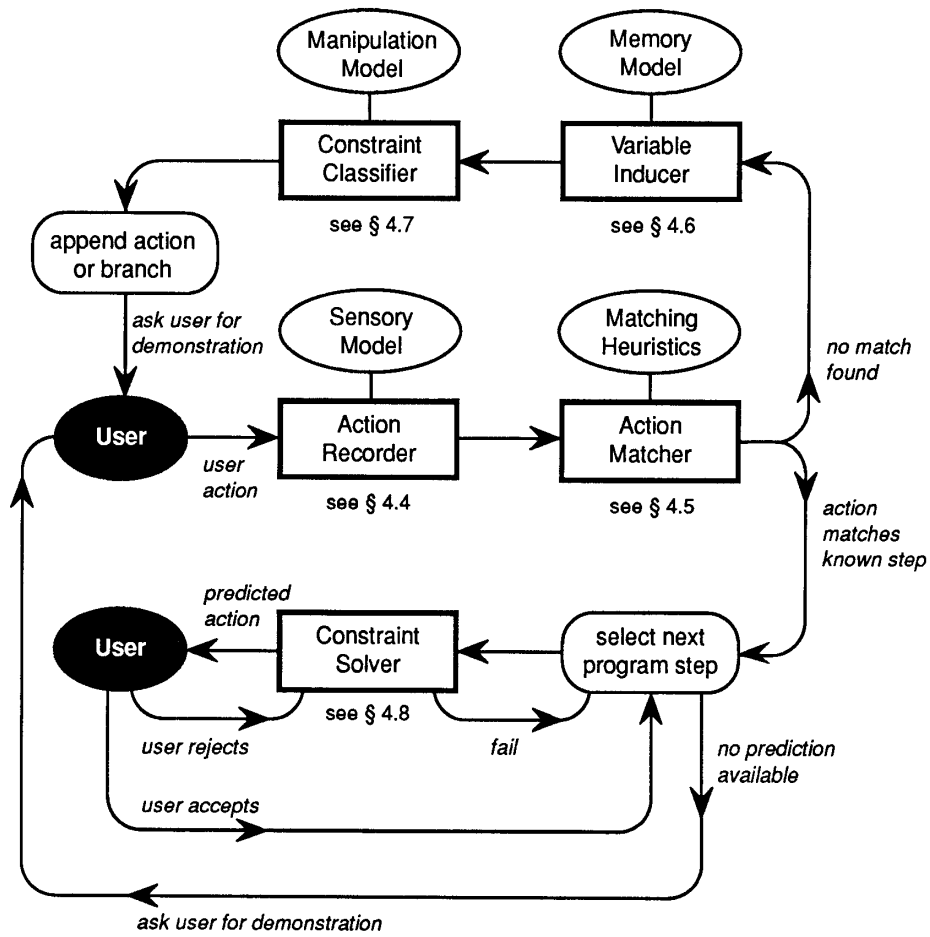 Manipulation
Model
Memory
Model
Constraint
Classifier
Variable
Inducer
see § 4.7
see § 4.6
append action
or branch
ask user for
demonstration
Sensory
Model
Matching
Heuristics
no match
found
User
user
action
Action
Recorder
Action
Matcher
see § 4.4
see § 4.5
action
matches
known step
predicted
action
User
Constraint
Solver
select next
program step
see § 4.8
user rejects
fail
no prediction
available
user accepts
ask user for demonstration